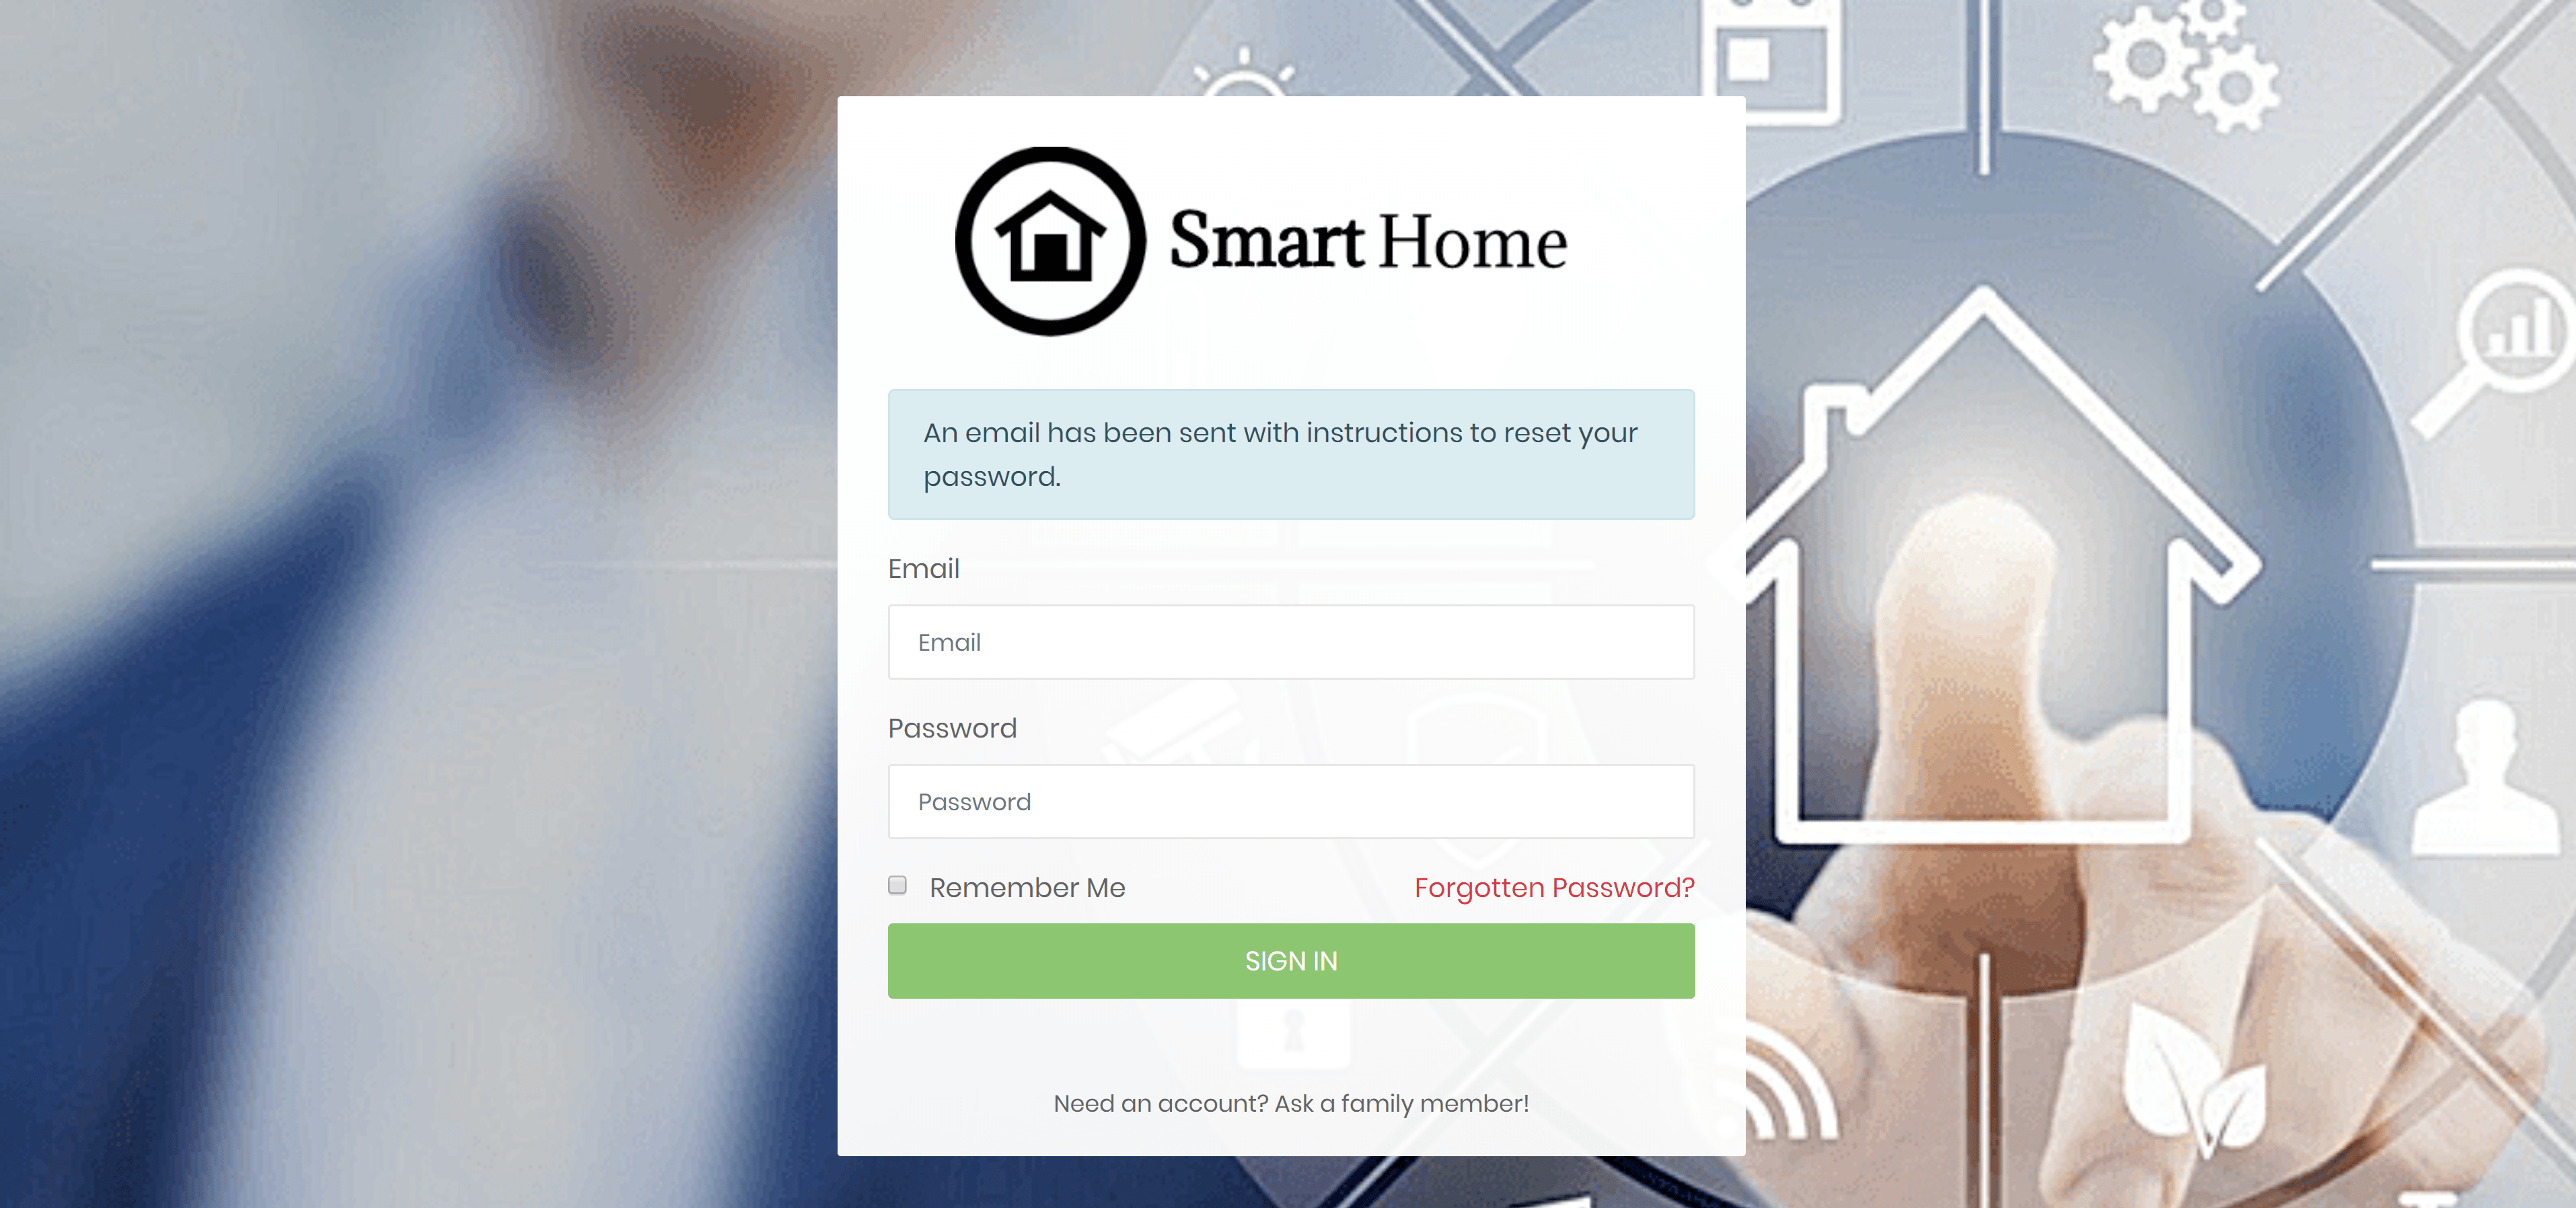 Smart Home
An email has been sent with instructions to reset your
password.
Email
Email
Password
Password
Remember Me
Forgotten Password?
SIGN IN
Need an account? Ask a family member!